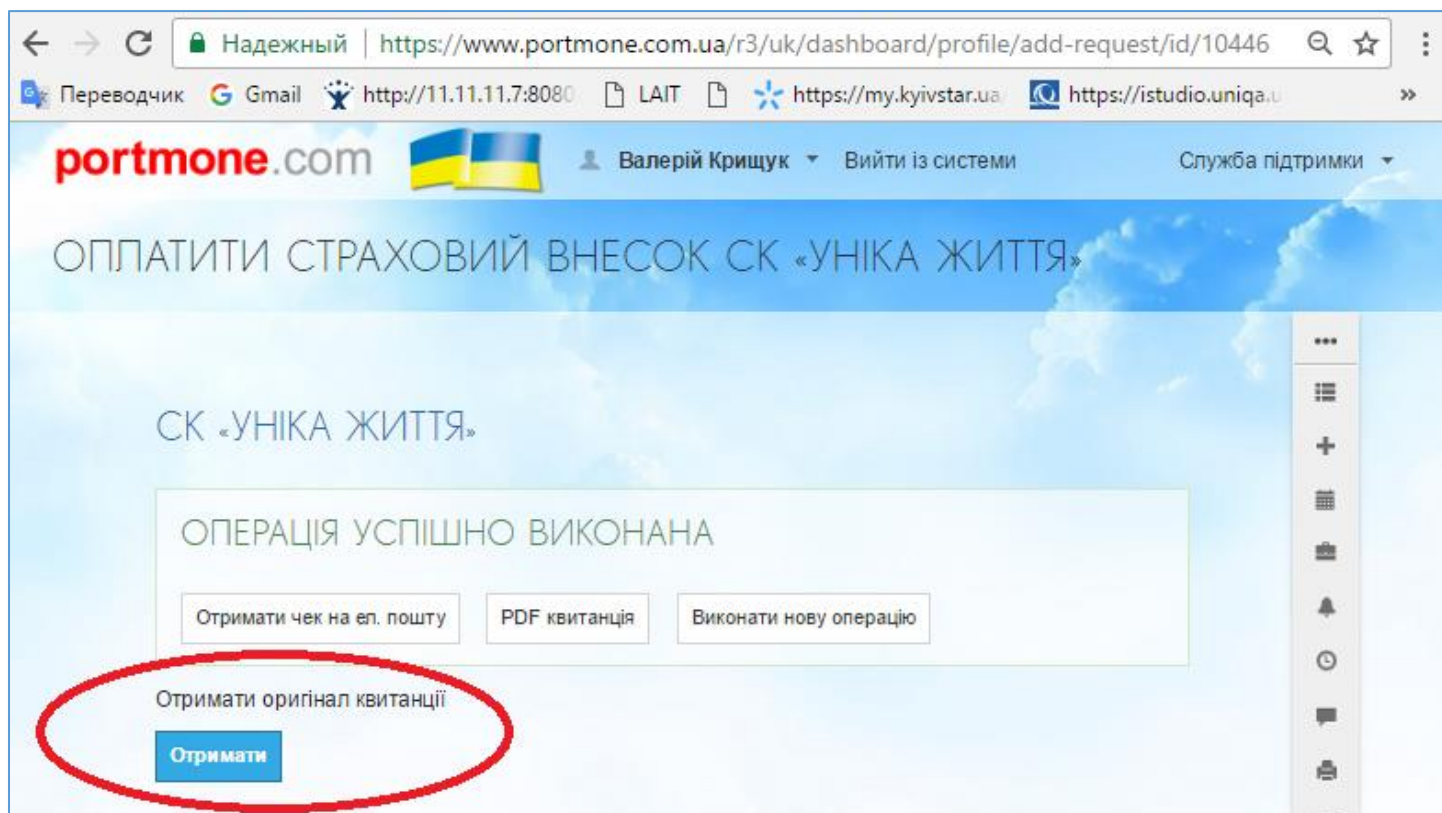 Надежный | https://www.portmone.com.ua/r3/uk/dashboard/profile/add-request/id/10446
Переводчик Gmail http://11.11.11.7:8080 LAIT https://my.kyivstar.ua/ https://istudio.uniqa.u »
portmone.com Валерій Крищук Вийти із системи Служба підтримки
ОПЛАТИТИ СТРАХОВИЙ ВНЕСОК СК «УНІКА ЖИТТЯ»
СК «УНІКА ЖИТТЯ»
ОПЕРАЦІЯ УСПІШНО ВИКОНАНА
Отримати чек на ел. пошту PDF квитанція Виконати нову операцію
Отримати оригінал квитанції
Отримати